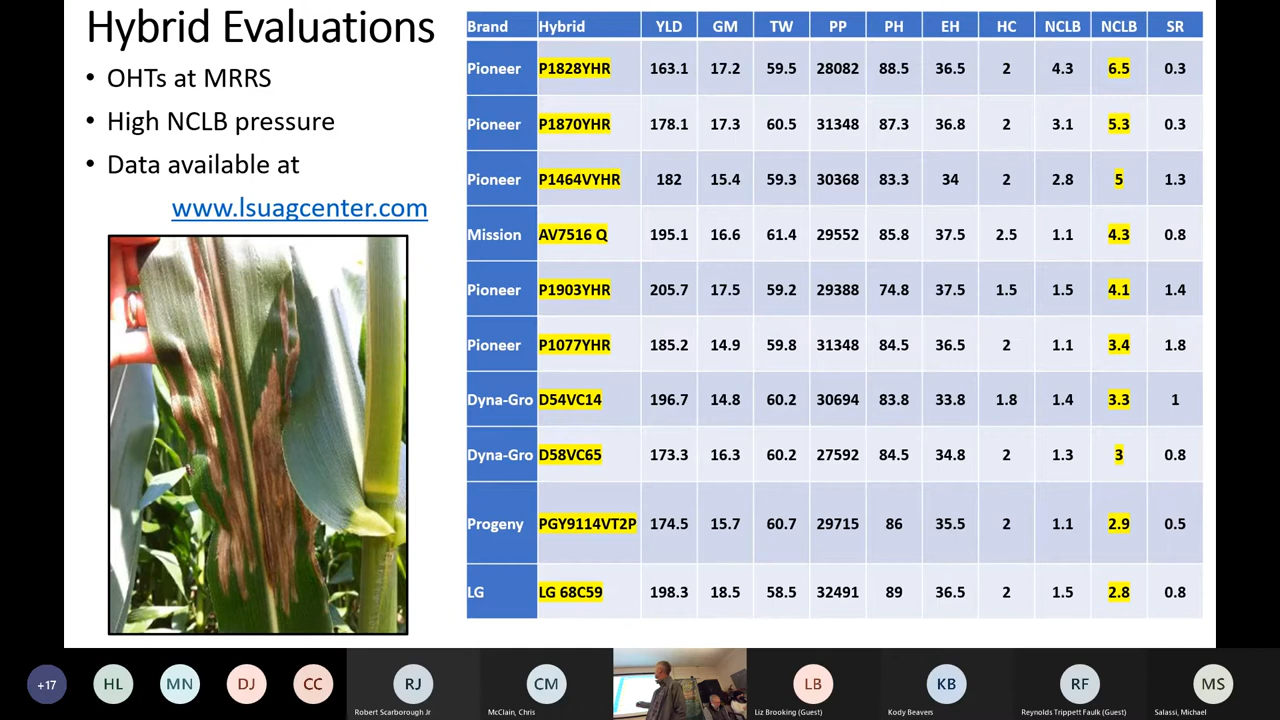 Hybrid Evaluations
• OHTs at MRRS
• High NCLB pressure
• Data available at
www.lsuagcenter.com
Brand Hybrid YLD GM TW PP PH EH HC NCLB NCLB SR
Pioneer P1828YHR 163.1 17.2 59.5 28082 88.5 36.5 2 4.3 6.5 0.3
Pioneer P1870YHR 178.1 17.3 60.5 31348 87.3 36.8 2 3.1 5.3 0.3
Pioneer P1464VYHR 182 15.4 59.3 30368 83.3 34 2 2.8 5 1.3
Mission AV7516 Q 195.1 16.6 61.4 29552 85.8 37.5 2.5 1.1 4.3 0.8
Pioneer P1903YHR 205.7 17.5 59.2 29388 74.8 37.5 1.5 1.5 4.1 1.4
Pioneer P1077YHR 185.2 14.9 59.8 31348 84.5 36.5 2 1.1 3.4 1.8
Dyna-Gro D54VC14 196.7 14.8 60.2 30694 83.8 33.8 1.8 1.4 3.3 1
Dyna-Gro D58VC65 173.3 16.3 60.2 27592 84.5 34.8 2 1.3 3 0.8
Progeny PGY9114VT2P 174.5 15.7 60.7 29715 86 35.5 2 1.1 2.9 0.5
LG LG 68C59 198.3 18.5 58.5 32491 89 36.5 2 1.5 2.8 0.8
+17 HL MN DJ CC RJ CM LB KB RF MS
Robert Scarborough Jr McClain, Chris Liz Brooking (Guest) Kody Beavers Reynolds Trippett Faulk (Guest) Salassi, Michael